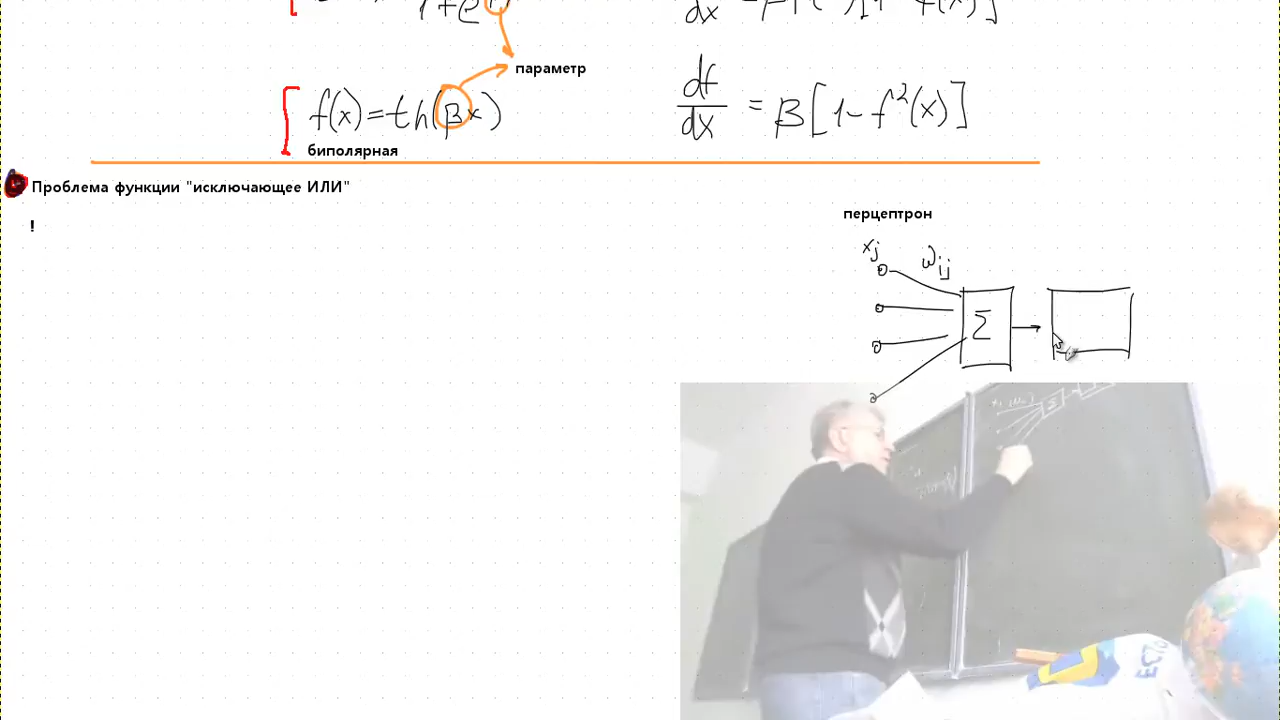 параметр
f(x)=th(βx)
df/dx = β[1-f²(x)]
биполярная
Проблема функции "исключающее ИЛИ"
!
перцептрон
xj
ωij
Σ